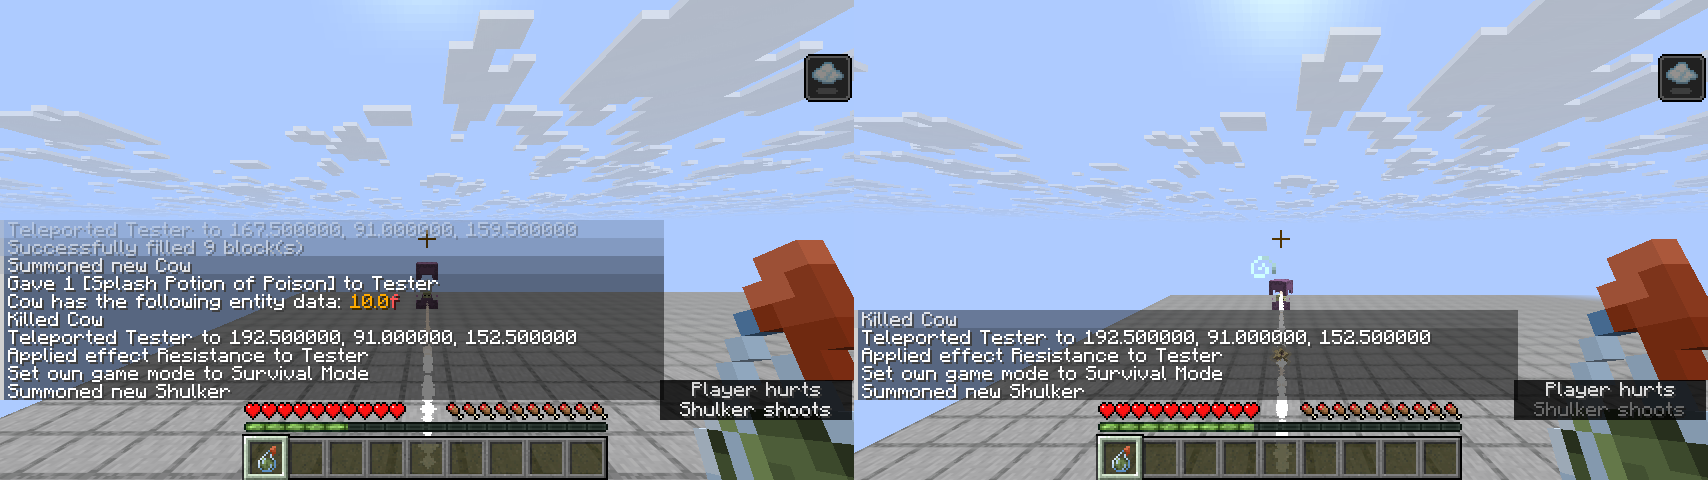 Teleported Tester to 167.500000, 91.000000, 159.500000
Successfully filled 9 block(s)
Summoned new Cow
Gave 1 [Splash Potion of Poison] to Tester
Cow has the following entity data: 10.0f
Killed Cow
Teleported Tester to 192.500000, 91.000000, 152.500000
Applied effect Resistance to Tester
Set own game mode to Survival Mode
Summoned new Shulker
Player hurts
Shulker shoots
Killed Cow
Teleported Tester to 192.500000, 91.000000, 152.500000
Applied effect Resistance to Tester
Set own game mode to Survival Mode
Summoned new Shulker
Player hurts
Shulker shoots